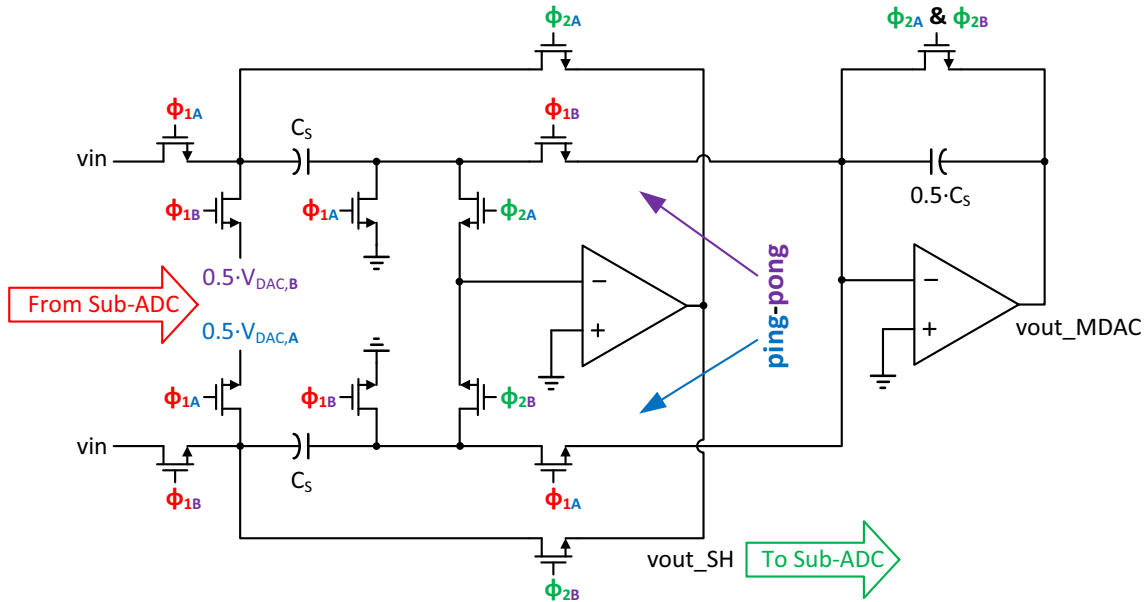 Φ2A
Φ2A & Φ2B
Φ1A
CS
Φ1B
vin
0.5·CS
Φ1B
Φ1A
Φ2A
0.5·VDAC,B
From Sub-ADC
0.5·VDAC,A
−
+
ping-pong
−
+
vout_MDAC
Φ1A
Φ1B
Φ2B
vin
CS
Φ1B
Φ1A
vout_SH
To Sub-ADC
Φ2B